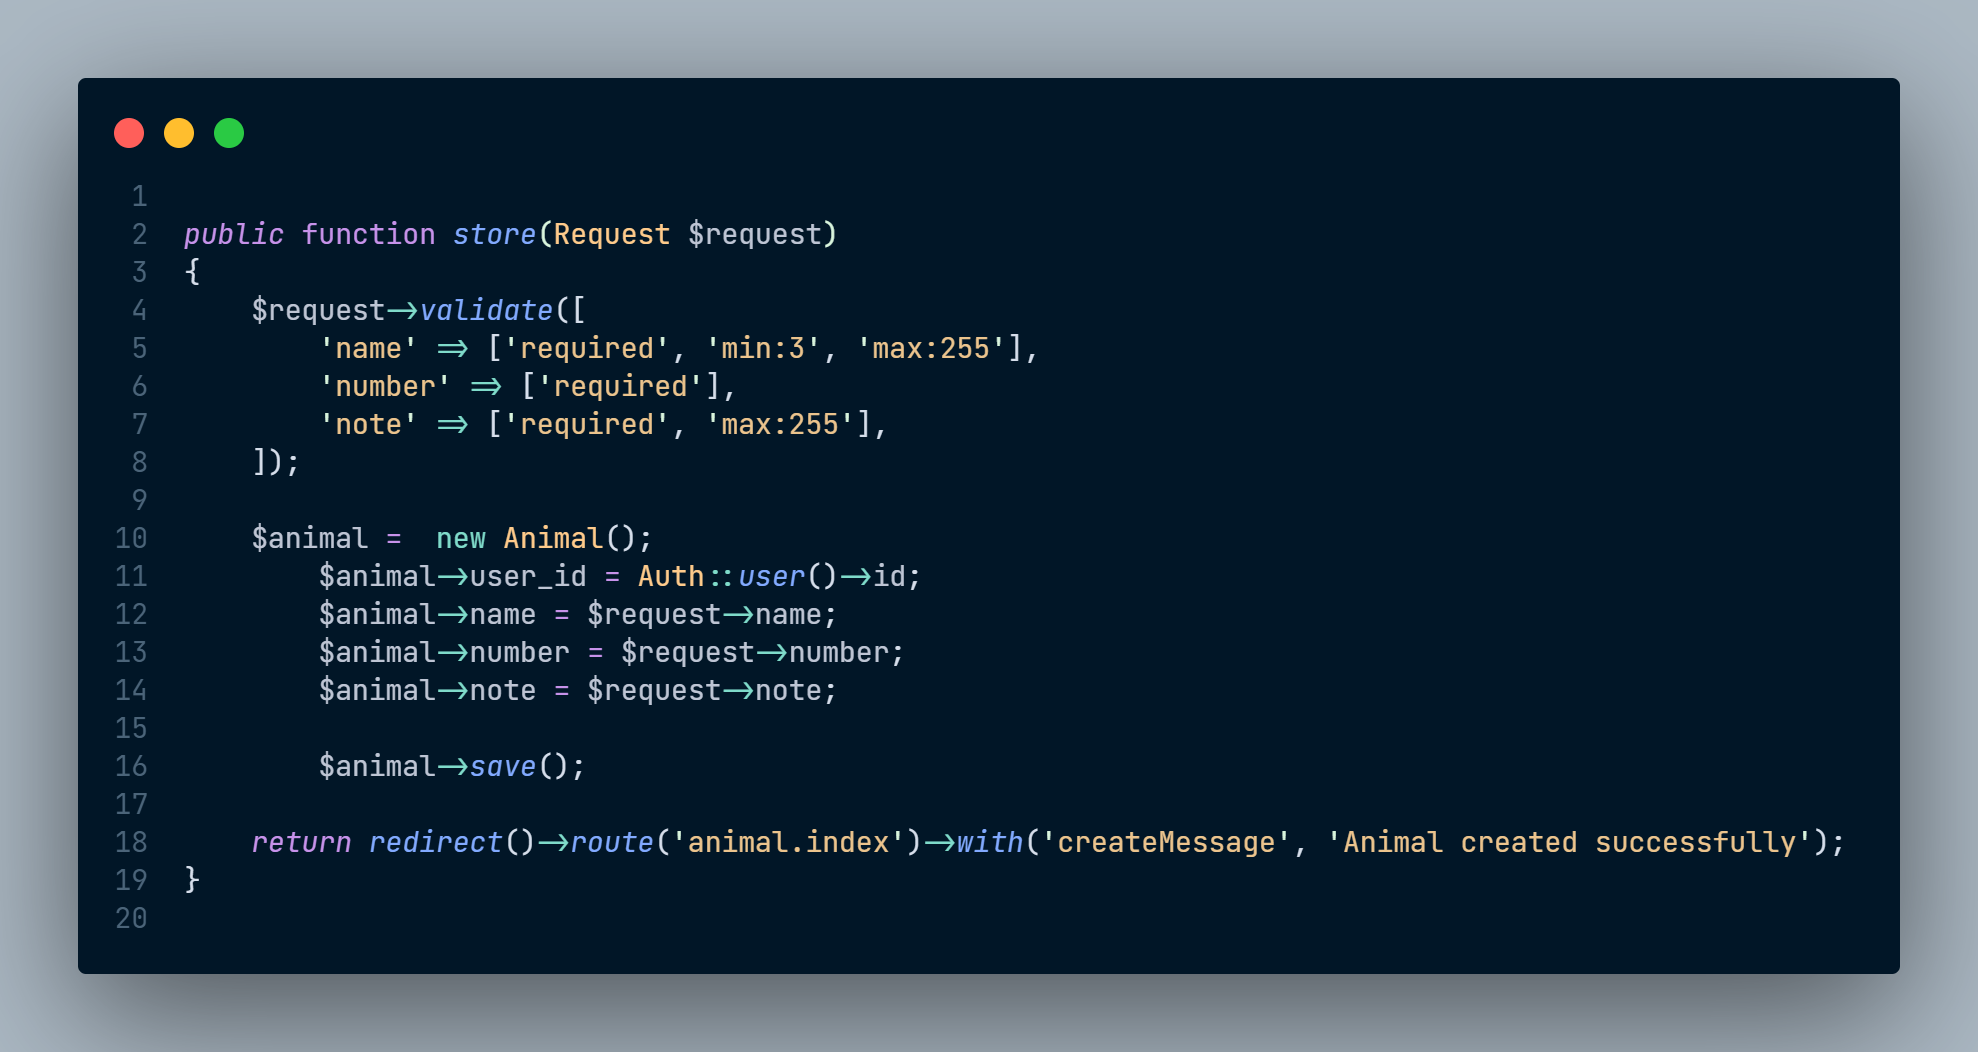 1
2 public function store(Request $request)
3 {
4     $request->validate([
5         'name' => ['required', 'min:3', 'max:255'],
6         'number' => ['required'],
7         'note' => ['required', 'max:255'],
8     ]);
9
10     $animal =  new Animal();
11         $animal->user_id = Auth::user()->id;
12         $animal->name = $request->name;
13         $animal->number = $request->number;
14         $animal->note = $request->note;
15
16         $animal->save();
17
18     return redirect()->route('animal.index')->with('createMessage', 'Animal created successfully');
19 }
20